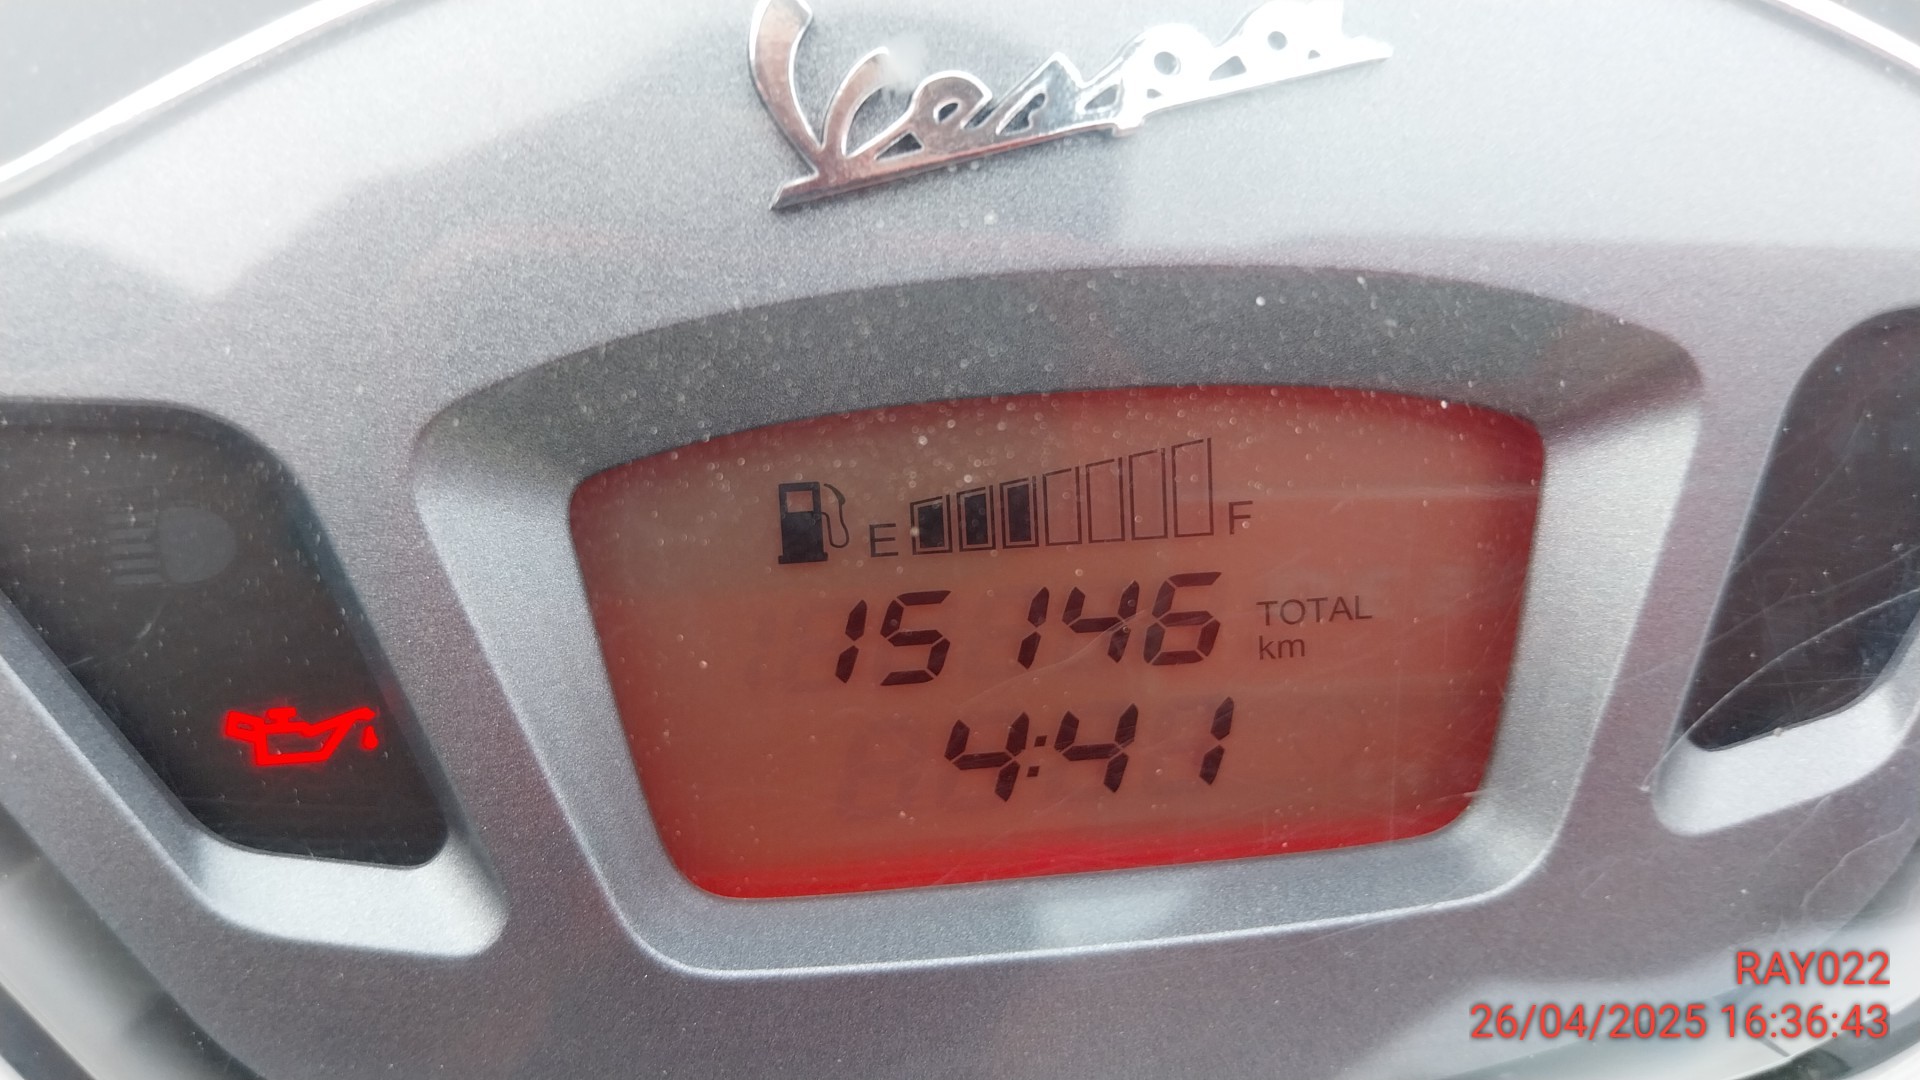 Vespa
E F
15146 TOTAL
km
4:41
RAY022
26/04/2025 16:36:43